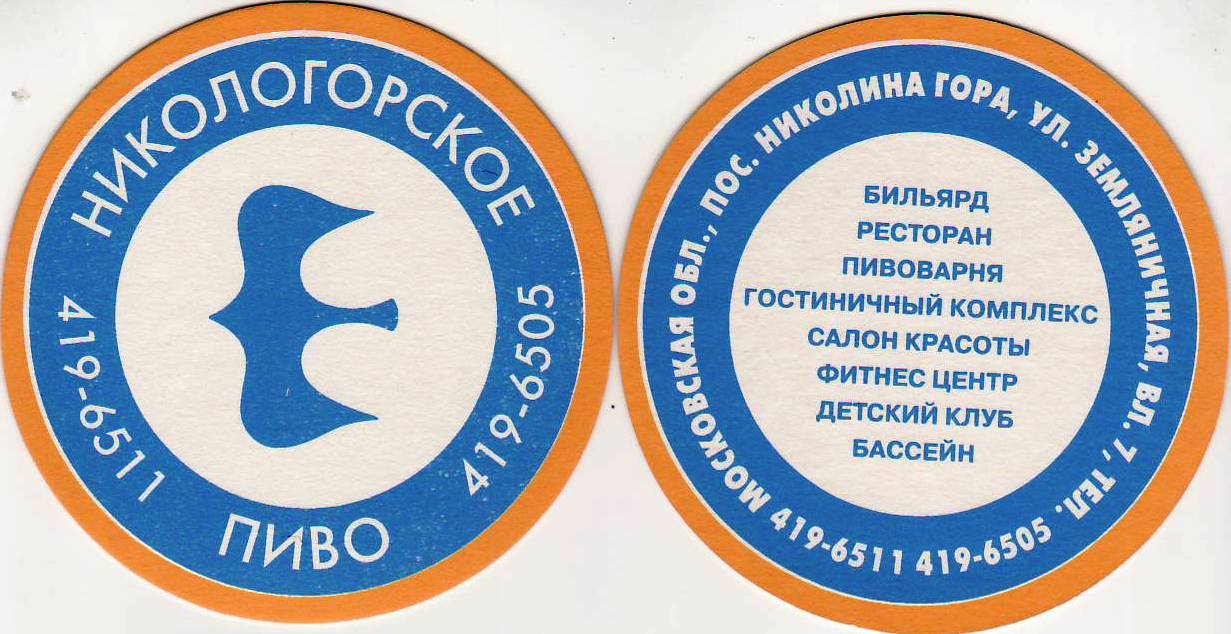 НИКОЛОГОРСКОЕ
419-6511
ПИВО
419-6505
МОСКОВСКАЯ ОБЛ., ПОС. НИКОЛИНА ГОРА, УЛ. ЗЕМЛЯНИЧНАЯ, ВЛ. 7, ТЕЛ. 419-6511 419-6505
БИЛЬЯРД
РЕСТОРАН
ПИВОВАРНЯ
ГОСТИНИЧНЫЙ КОМПЛЕКС
САЛОН КРАСОТЫ
ФИТНЕС ЦЕНТР
ДЕТСКИЙ КЛУБ
БАССЕЙН